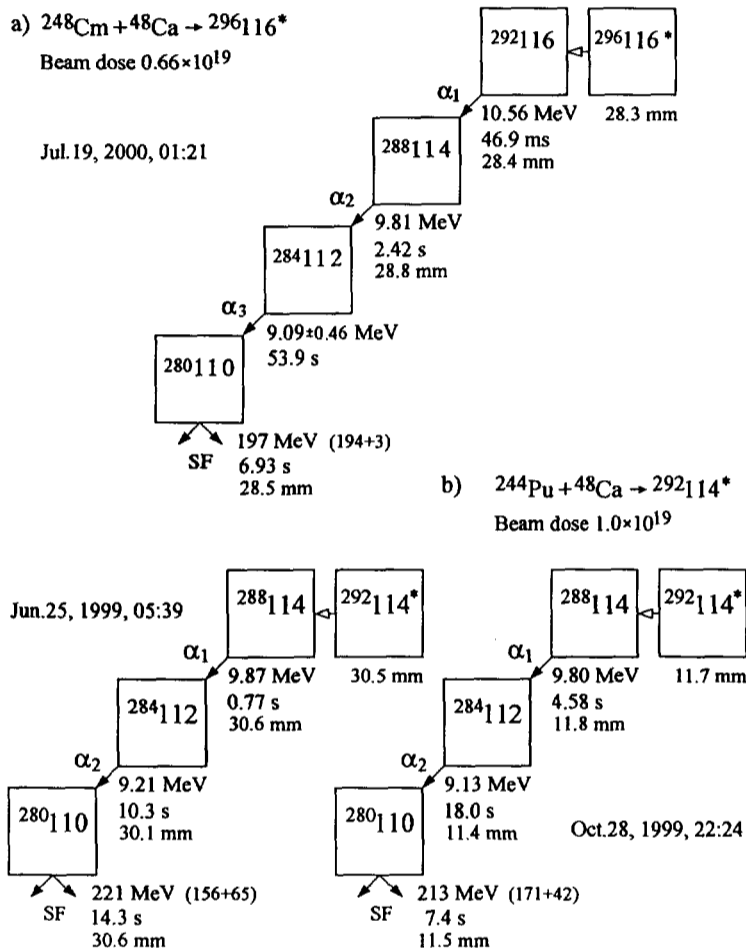 a) ²⁴⁸Cm + ⁴⁸Ca → ²⁹⁶116*
Beam dose 0.66×10¹⁹
Jul.19, 2000, 01:21
²⁹²116
²⁹⁶116*
28.3 mm
α₁
10.56 MeV
46.9 ms
28.4 mm
²⁸⁸114
α₂
9.81 MeV
2.42 s
28.8 mm
²⁸⁴112
α₃
9.09±0.46 MeV
53.9 s
²⁸⁰110
SF
197 MeV (194+3)
6.93 s
28.5 mm
b) ²⁴⁴Pu + ⁴⁸Ca → ²⁹²114*
Beam dose 1.0×10¹⁹
Jun.25, 1999, 05:39
²⁸⁸114
²⁹²114*
30.5 mm
α₁
9.87 MeV
0.77 s
30.6 mm
²⁸⁴112
α₂
9.21 MeV
10.3 s
30.1 mm
²⁸⁰110
SF
221 MeV (156+65)
14.3 s
30.6 mm
²⁸⁸114
²⁹²114*
11.7 mm
α₁
9.80 MeV
4.58 s
11.8 mm
²⁸⁴112
α₂
9.13 MeV
18.0 s
11.4 mm
Oct.28, 1999, 22:24
²⁸⁰110
SF
213 MeV (171+42)
7.4 s
11.5 mm